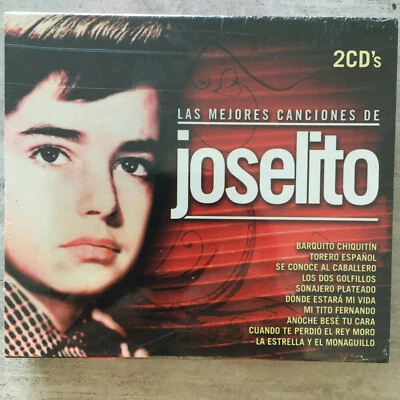 2CD's
LAS MEJORES CANCIONES DE
joselito
BARQUITO CHIQUITÍN
TORERO ESPAÑOL
SE CONOCE AL CABALLERO
LOS DOS GOLFILLOS
SONAJERO PLATEADO
DÓNDE ESTARÁ MI VIDA
MI TITO FERNANDO
ANOCHE BESÉ TU CARA
CUANDO TE PERDIÓ EL REY MORO
LA ESTRELLA Y EL MONAGUILLO